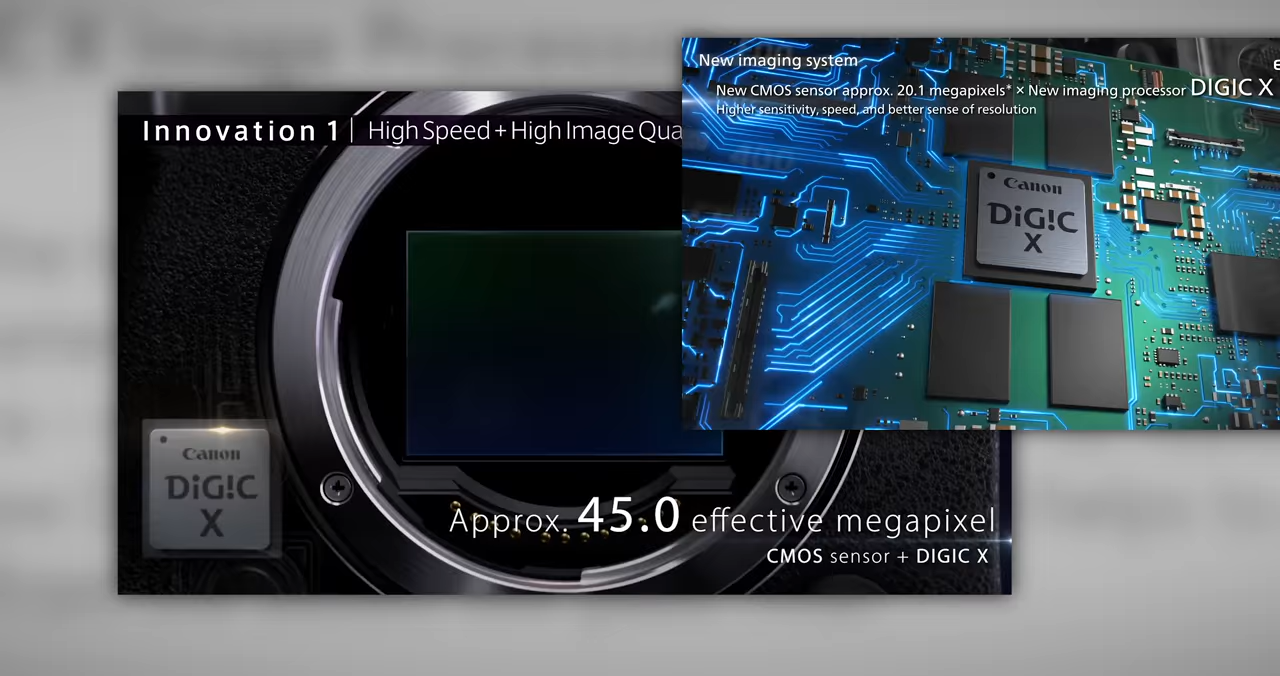 New imaging system
New CMOS sensor approx. 20.1 megapixels* × New imaging processor DIGIC X
Higher sensitivity, speed, and better sense of resolution
Canon
DiG!C
X
Innovation 1 | High Speed + High Image
Canon
DiG!C
X
Approx. 45.0 effective megapixel
CMOS sensor + DIGIC X